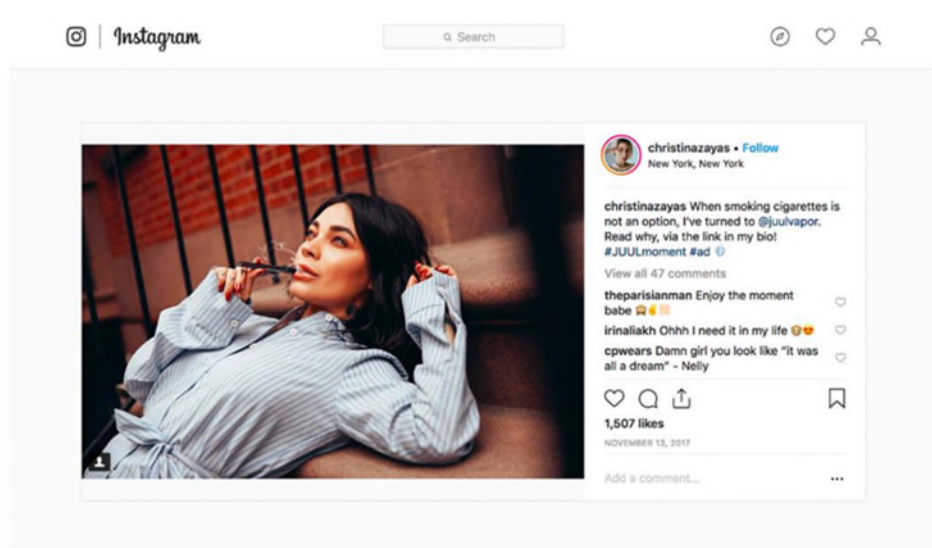 Instagram
Search
christinazayas • Follow
New York, New York
christinazayas When smoking cigarettes is
not an option, I've turned to @juulvapor.
Read why, via the link in my bio!
#JUULmoment #ad
View all 47 comments
theparisianman Enjoy the moment
babe
irinaliakh Ohhh I need it in my life
cpwears Damn girl you look like "it was
all a dream" - Nelly
1,507 likes
NOVEMBER 13, 2017
Add a comment...